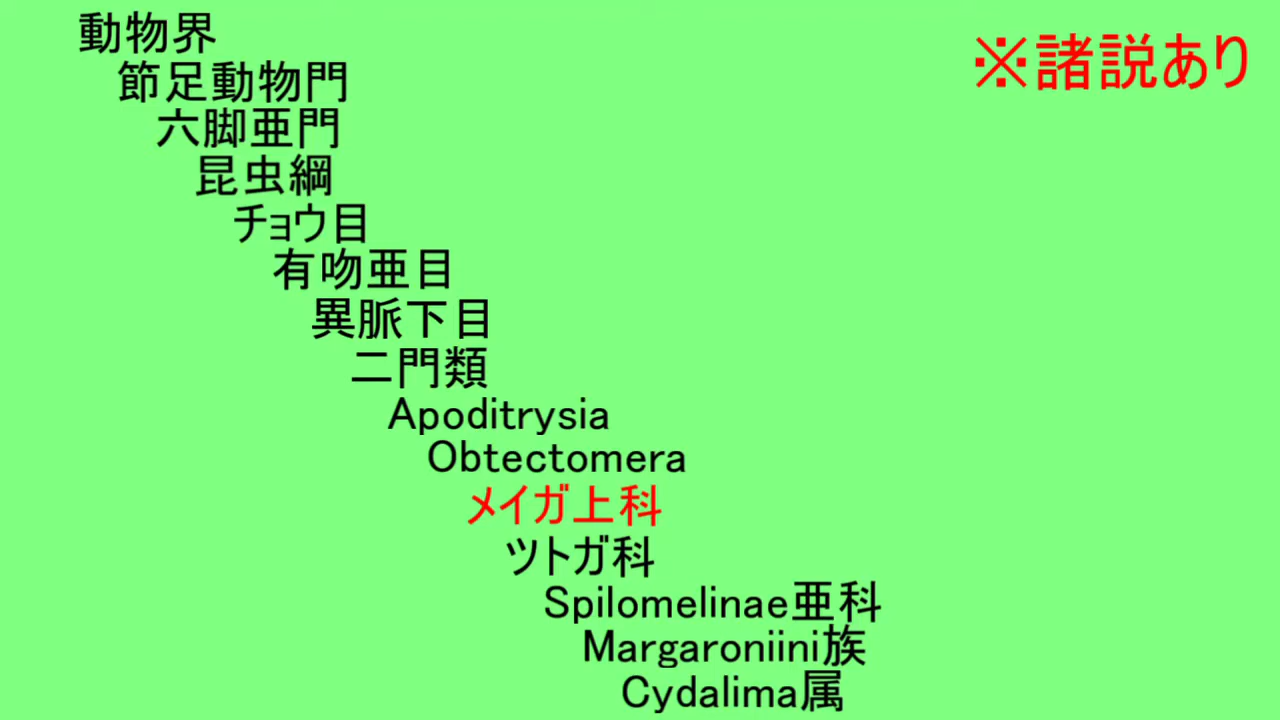 動物界
※諸説あり
節足動物門
六脚亜門
昆虫綱
チョウ目
有吻亜目
異脈下目
二門類
Apoditrysia
Obtectomera
メイガ上科
ツトガ科
Spilomelinae亜科
Margaroniini族
Cydalima属